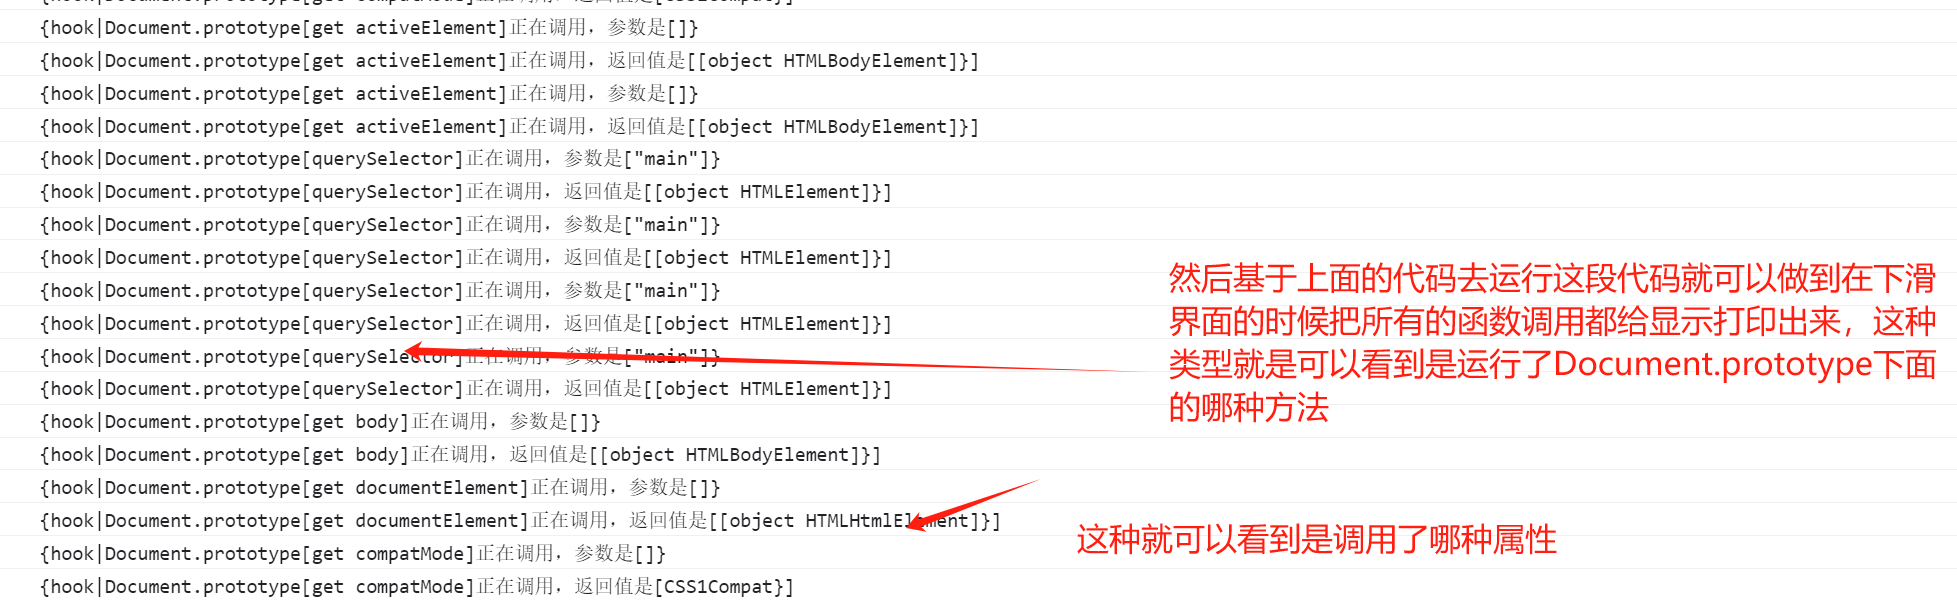 {hook|Document.prototype[get compatMode]正在调用，返回值是[CSS1Compat}]
{hook|Document.prototype[get activeElement]正在调用，参数是[]}
{hook|Document.prototype[get activeElement]正在调用，返回值是[[object HTMLBodyElement]}]
{hook|Document.prototype[get activeElement]正在调用，参数是[]}
{hook|Document.prototype[get activeElement]正在调用，返回值是[[object HTMLBodyElement]}]
{hook|Document.prototype[querySelector]正在调用，参数是["main"]}
{hook|Document.prototype[querySelector]正在调用，返回值是[[object HTMLElement]}]
{hook|Document.prototype[querySelector]正在调用，参数是["main"]}
{hook|Document.prototype[querySelector]正在调用，返回值是[[object HTMLElement]}]
{hook|Document.prototype[querySelector]正在调用，参数是["main"]}
{hook|Document.prototype[querySelector]正在调用，返回值是[[object HTMLElement]}]
{hook|Document.prototype[querySelector]正在调用，参数是["main"]}
{hook|Document.prototype[querySelector]正在调用，返回值是[[object HTMLElement]}]
{hook|Document.prototype[get body]正在调用，参数是[]}
{hook|Document.prototype[get body]正在调用，返回值是[[object HTMLBodyElement]}]
{hook|Document.prototype[get documentElement]正在调用，参数是[]}
{hook|Document.prototype[get documentElement]正在调用，返回值是[[object HTMLHtmlElement]}]
{hook|Document.prototype[get compatMode]正在调用，参数是[]}
{hook|Document.prototype[get compatMode]正在调用，返回值是[CSS1Compat}]
然后基于上面的代码去运行这段代码就可以做到在下滑
界面的时候把所有的函数调用都给显示打印出来，这种
类型就是可以看到是运行了Document.prototype下面
的哪种方法
这种就可以看到是调用了哪种属性